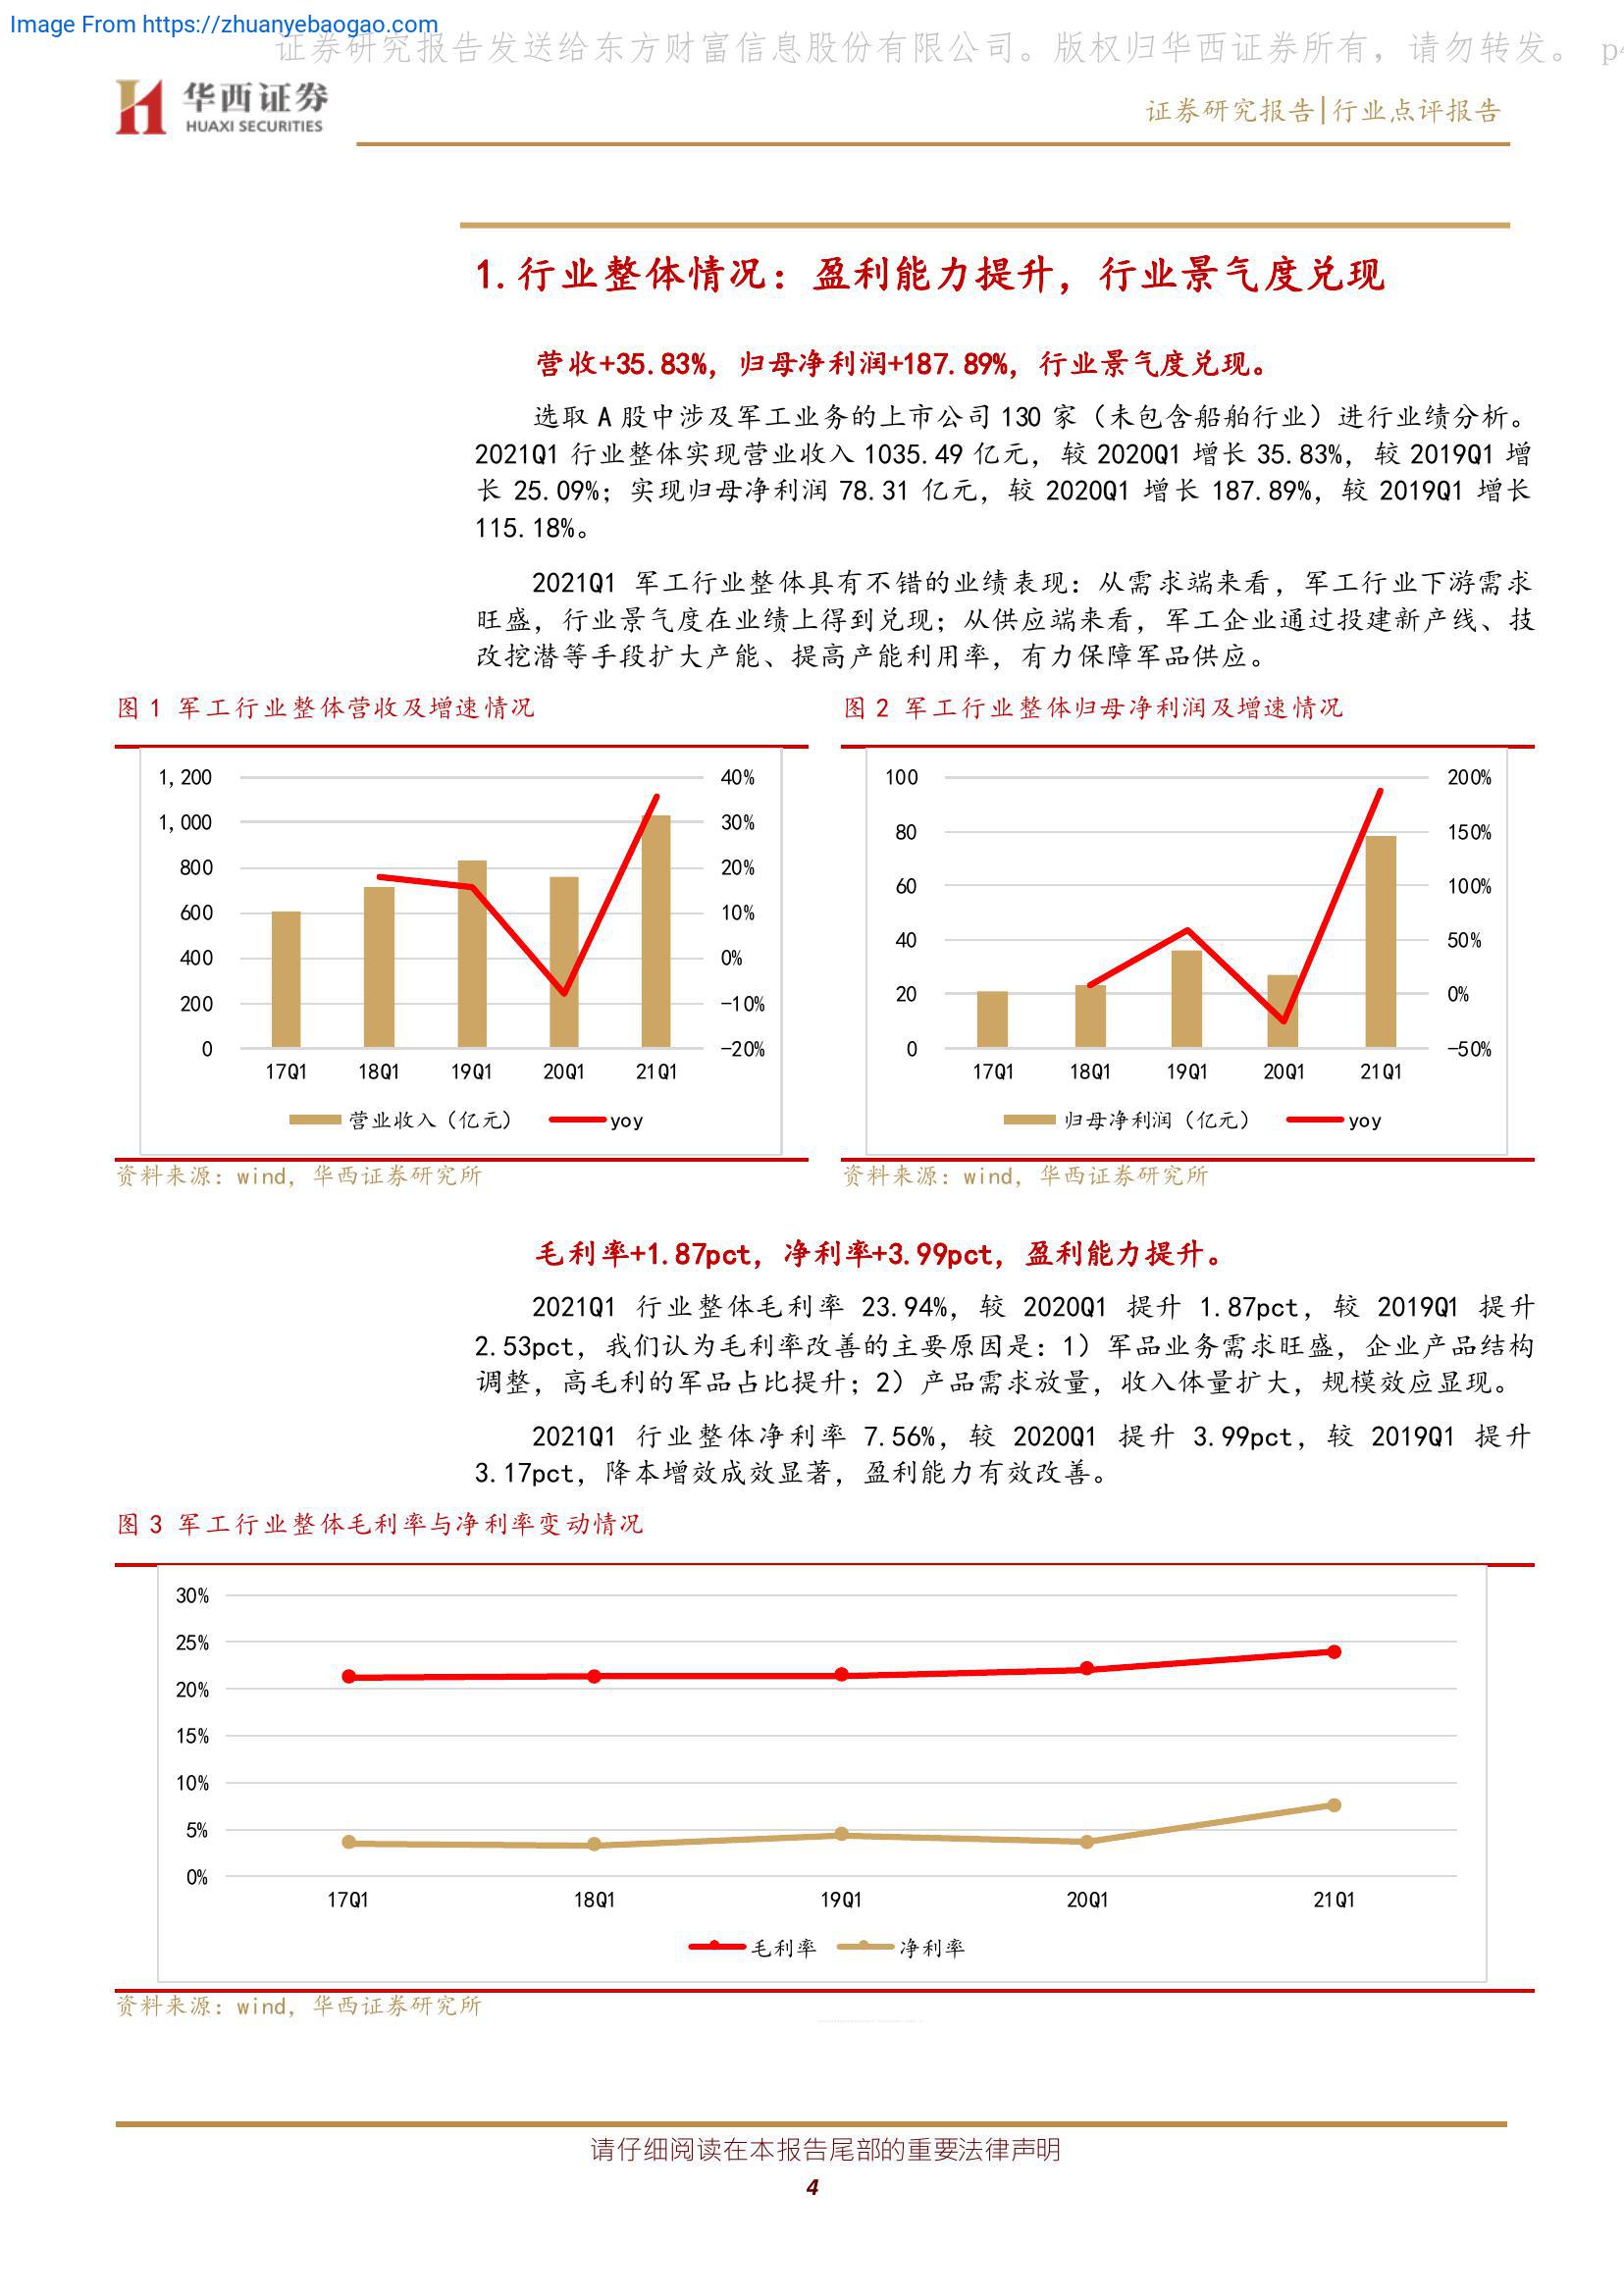 Image From https://zhuanyebaogao.com
证券研究报告发送给东方财富信息股份有限公司。版权归华西证券所有，请勿转发。 p4
华西证券
HUAXI SECURITIES
证券研究报告|行业点评报告
1.行业整体情况：盈利能力提升，行业景气度兑现
营收+35.83%，归母净利润+187.89%，行业景气度兑现。
选取 A 股中涉及军工业务的上市公司 130 家（未包含船舶行业）进行业绩分析。
2021Q1 行业整体实现营业收入 1035.49 亿元，较 2020Q1 增长 35.83%，较 2019Q1 增
长 25.09%；实现归母净利润 78.31 亿元，较 2020Q1 增长 187.89%，较 2019Q1 增长
115.18%。
2021Q1 军工行业整体具有不错的业绩表现：从需求端来看，军工行业下游需求
旺盛，行业景气度在业绩上得到兑现；从供应端来看，军工企业通过投建新产线、技
改挖潜等手段扩大产能、提高产能利用率，有力保障军品供应。
图 1 军工行业整体营收及增速情况
1,200
1,000
800
600
400
200
0
40%
30%
20%
10%
0%
-10%
-20%
17Q1 18Q1 19Q1 20Q1 21Q1
营业收入（亿元） yoy
资料来源：wind，华西证券研究所
图 2 军工行业整体归母净利润及增速情况
100
80
60
40
20
0
200%
150%
100%
50%
0%
-50%
17Q1 18Q1 19Q1 20Q1 21Q1
归母净利润（亿元） yoy
资料来源：wind，华西证券研究所
毛利率+1.87pct，净利率+3.99pct，盈利能力提升。
2021Q1 行业整体毛利率 23.94%，较 2020Q1 提升 1.87pct，较 2019Q1 提升
2.53pct，我们认为毛利率改善的主要原因是：1）军品业务需求旺盛，企业产品结构
调整，高毛利的军品占比提升；2）产品需求放量，收入体量扩大，规模效应显现。
2021Q1 行业整体净利率 7.56%，较 2020Q1 提升 3.99pct，较 2019Q1 提升
3.17pct，降本增效成效显著，盈利能力有效改善。
图 3 军工行业整体毛利率与净利率变动情况
30%
25%
20%
15%
10%
5%
0%
17Q1 18Q1 19Q1 20Q1 21Q1
毛利率 净利率
资料来源：wind，华西证券研究所
请仔细阅读在本报告尾部的重要法律声明
4